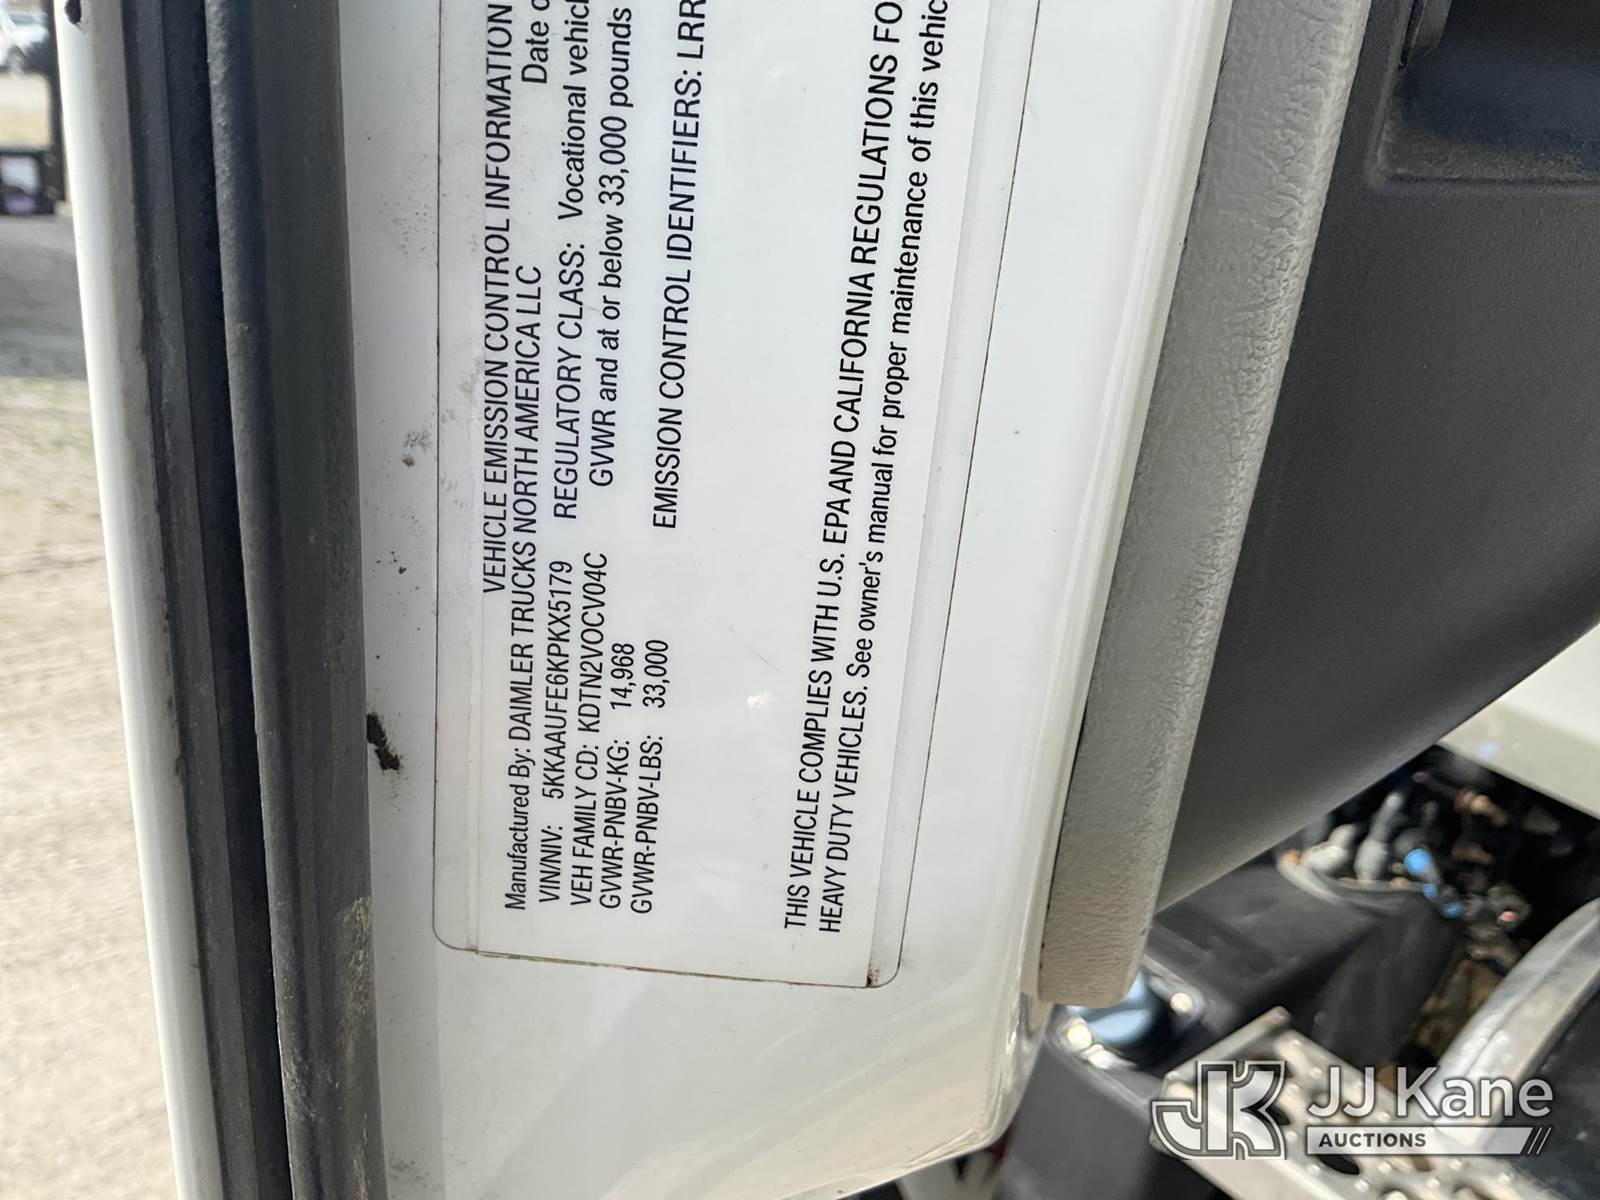 VEHICLE EMISSION CONTROL INFORMATION
Manufactured By: DAIMLER TRUCKS NORTH AMERICA LLC Date
VIN/NIV: 5KKAAUFE6KPKX5179 REGULATORY CLASS: Vocational
VEH FAMILY CD: KDTN2VOCV04C GVWR and at or below 33,000 pounds
GVWR-PNBV-KG: 14,968
GVWR-PNBV-LBS: 33,000 EMISSION CONTROL IDENTIFIERS: LRR
THIS VEHICLE COMPLIES WITH U.S. EPA AND CALIFORNIA REGULATIONS FO
HEAVY DUTY VEHICLES. See owner's manual for proper maintenance of this vehic
JK JJ Kane
AUCTIONS